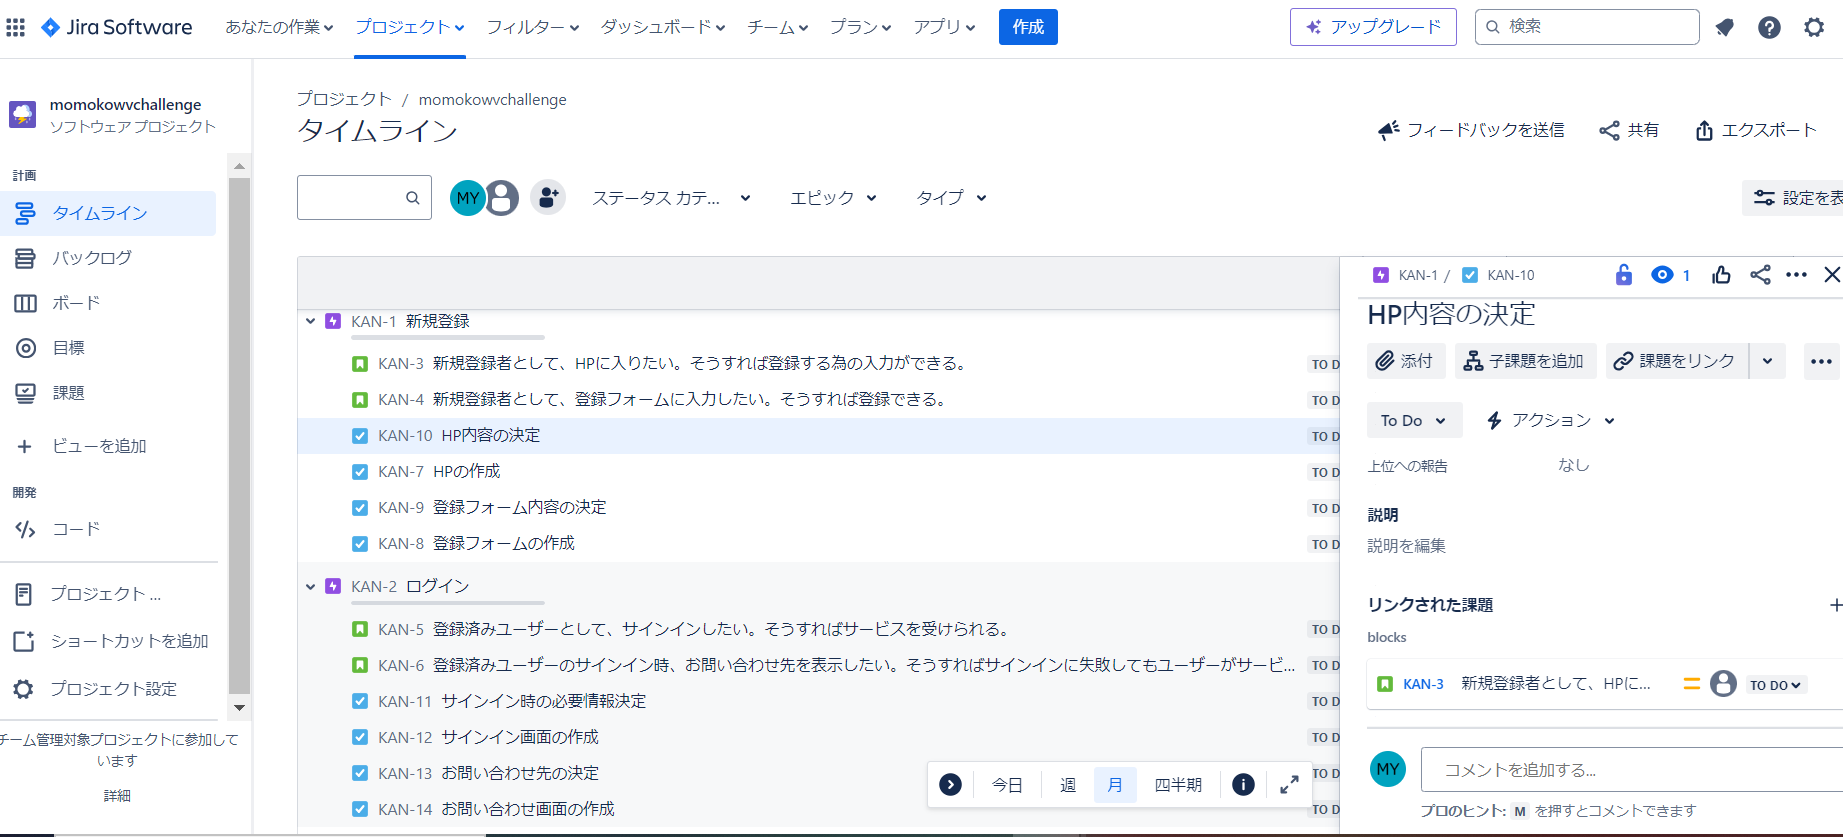 Jira Software
あなたの作業
プロジェクト
フィルター
ダッシュボード
チーム
プラン
アプリ
作成
アップグレード
検索
momokowvchallenge
ソフトウェア プロジェクト
計画
タイムライン
バックログ
ボード
目標
課題
ビューを追加
開発
コード
プロジェクト ...
ショートカットを追加
プロジェクト設定
チーム管理対象プロジェクトに参加して
います
詳細
プロジェクト / momokowvchallenge
タイムライン
フィードバックを送信
共有
エクスポート
MY
ステータス カテ...
エピック
タイプ
設定を表
KAN-1 新規登録
KAN-3 新規登録者として、HPに入りたい。そうすれば登録する為の入力ができる。 TO D
KAN-4 新規登録者として、登録フォームに入力したい。そうすれば登録できる。 TO D
KAN-10 HP内容の決定 TO D
KAN-7 HPの作成 TO D
KAN-9 登録フォーム内容の決定 TO D
KAN-8 登録フォームの作成 TO D
KAN-2 ログイン
KAN-5 登録済みユーザーとして、サインインしたい。そうすればサービスを受けられる。 TO D
KAN-6 登録済みユーザーのサインイン時、お問い合わせ先を表示したい。そうすればサインインに失敗してもユーザーがサービ... TO D
KAN-11 サインイン時の必要情報決定 TO D
KAN-12 サインイン画面の作成 TO D
KAN-13 お問い合わせ先の決定 TO D
KAN-14 お問い合わせ画面の作成 TO D
今日
週
月
四半期
KAN-1 / KAN-10
1
HP内容の決定
添付
子課題を追加
課題をリンク
To Do
アクション
上位への報告 なし
説明
説明を編集
リンクされた課題
blocks
KAN-3 新規登録者として、HPに... TO DO
MY
コメントを追加する...
プロのヒント: M を押すとコメントできます